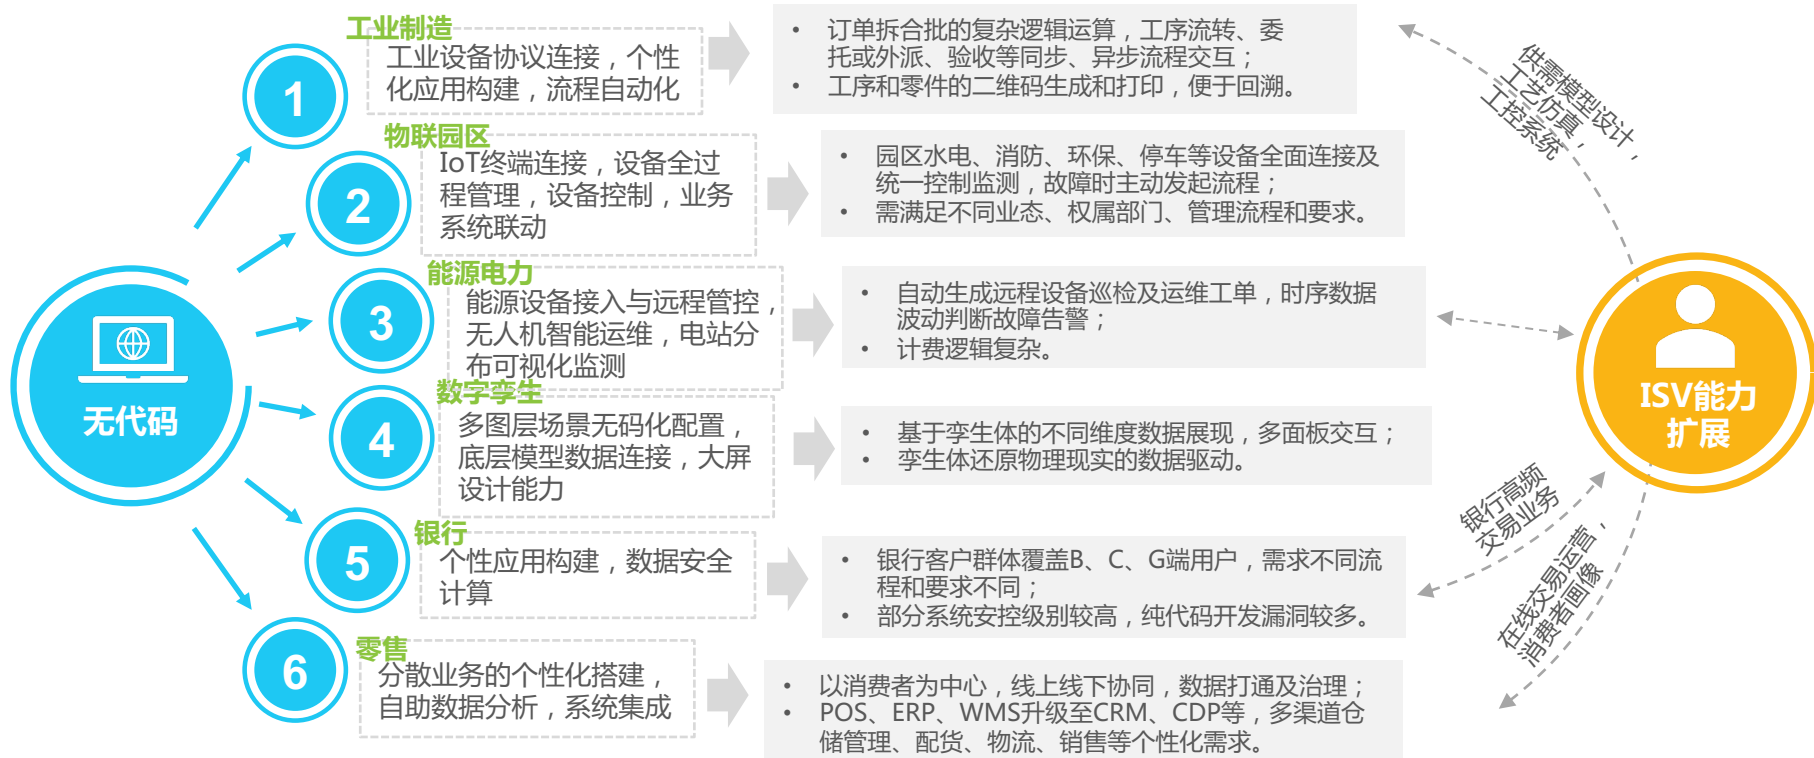 无代码
1
工业制造
工业设备协议连接，个性
化应用构建，流程自动化
• 订单拆合批的复杂逻辑运算，工序流转、委
托或外派、验收等同步、异步流程交互；
• 工序和零件的二维码生成和打印，便于回溯。
2
物联园区
IoT终端连接，设备全过
程管理，设备控制，业务
系统联动
• 园区水电、消防、环保、停车等设备全面连接及
统一控制监测，故障时主动发起流程；
• 需满足不同业态、权属部门、管理流程和要求。
3
能源电力
能源设备接入与远程管控，
无人机智能运维，电站分
布可视化监测
• 自动生成远程设备巡检及运维工单，时序数据
波动判断故障告警；
• 计费逻辑复杂。
4
数字孪生
多图层场景无码化配置，
底层模型数据连接，大屏
设计能力
• 基于孪生体的不同维度数据展现，多面板交互；
• 孪生体还原物理现实的数据驱动。
5
银行
个性应用构建，数据安全
计算
• 银行客户群体覆盖B、C、G端用户，需求不同流
程和要求不同；
• 部分系统安控级别较高，纯代码开发漏洞较多。
6
零售
分散业务的个性化搭建，
自助数据分析，系统集成
• 以消费者为中心，线上线下协同，数据打通及治理；
• POS、ERP、WMS升级至CRM、CDP等，多渠道仓
储管理、配货、物流、销售等个性化需求。
供需模型设计，
工艺仿真，
工控系统
ISV能力
扩展
银行高频
交易业务
在线交易运营，
消费者画像